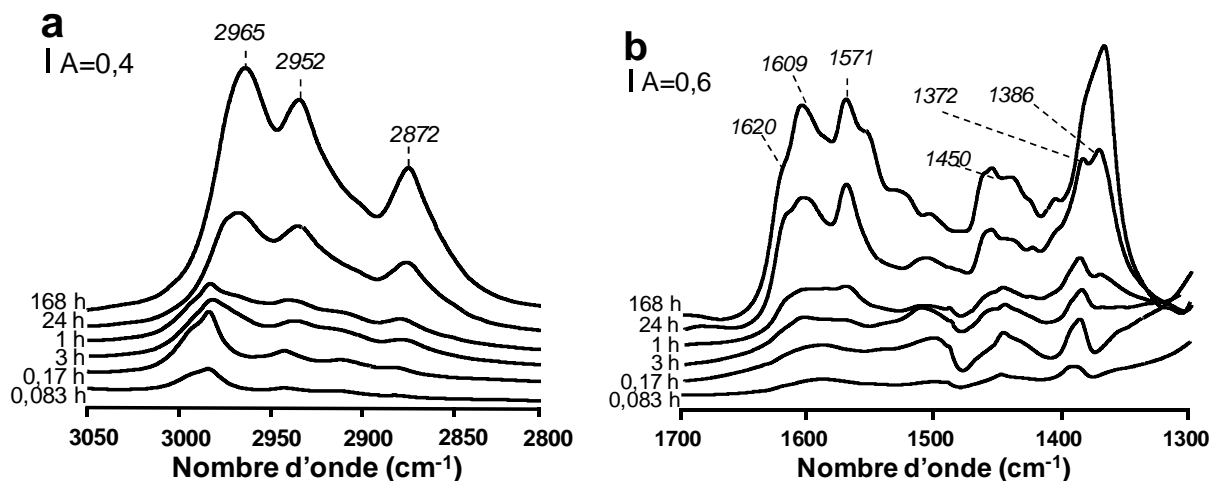 a
A=0,4
2965
2952
2872
168 h
24 h
1 h
3 h
0,17 h
0,083 h
3050 3000 2950 2900 2850 2800
Nombre d'onde (cm-1)
b
A=0,6
1609
1571
1620
1372
1386
1450
168 h
24 h
1 h
3 h
0,17 h
0,083 h
1700 1600 1500 1400 1300
Nombre d'onde (cm-1)